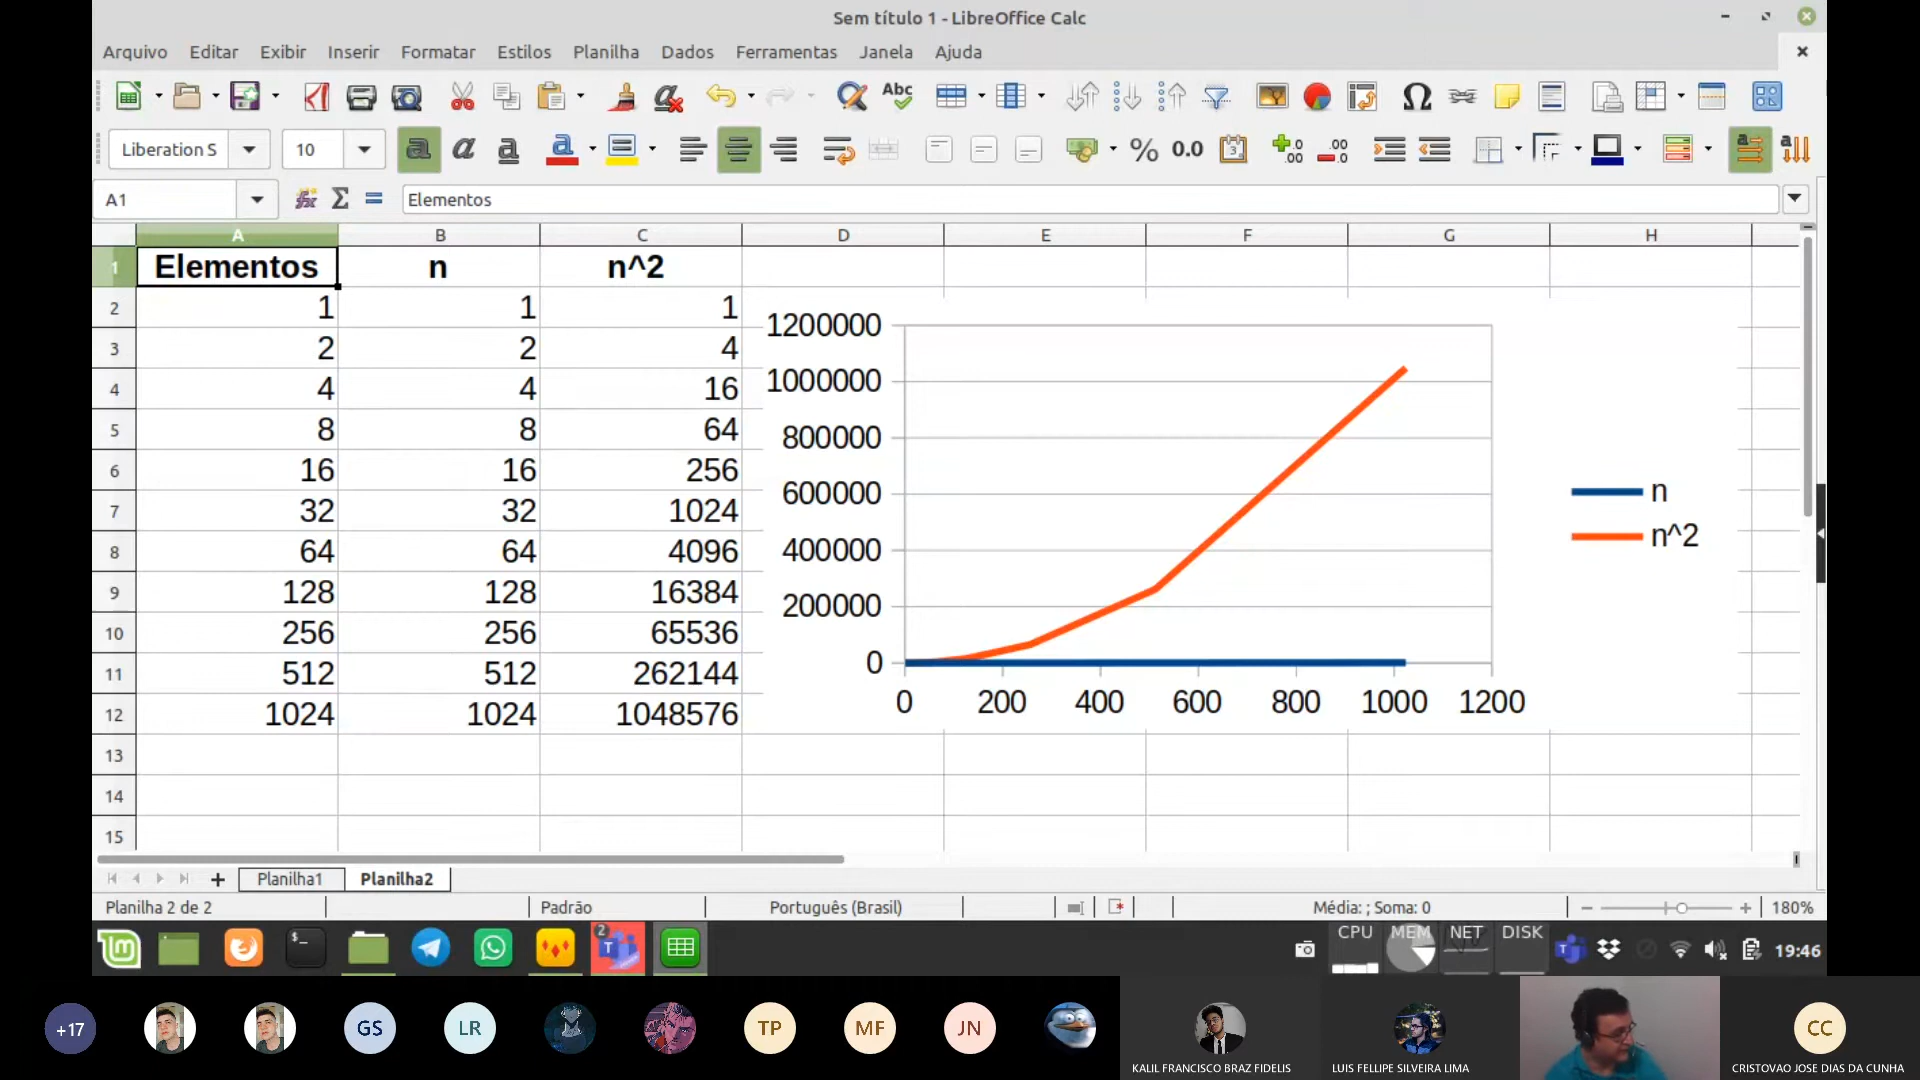 Sem título 1 - LibreOffice Calc
Arquivo Editar Exibir Inserir Formatar Estilos Planilha Dados Ferramentas Janela Ajuda
Liberation S 10
A1 Elementos
A B C D E F G H
1 Elementos n n^2
2 1 1 1
3 2 2 4
4 4 4 16
5 8 8 64
6 16 16 256
7 32 32 1024
8 64 64 4096
9 128 128 16384
10 256 256 65536
11 512 512 262144
12 1024 1024 1048576
13
14
15
1200000
1000000
800000
600000
400000
200000
0
0 200 400 600 800 1000 1200
n
n^2
Planilha1 Planilha2
Planilha 2 de 2 Padrão Português (Brasil) Média: ; Soma: 0 180%
2 CPU MEM NET DISK 19:46
+17 GS LR TP MF JN CC
KALIL FRANCISCO BRAZ FIDELIS LUIS FELLIPE SILVEIRA LIMA CRISTOVAO JOSE DIAS DA CUNHA